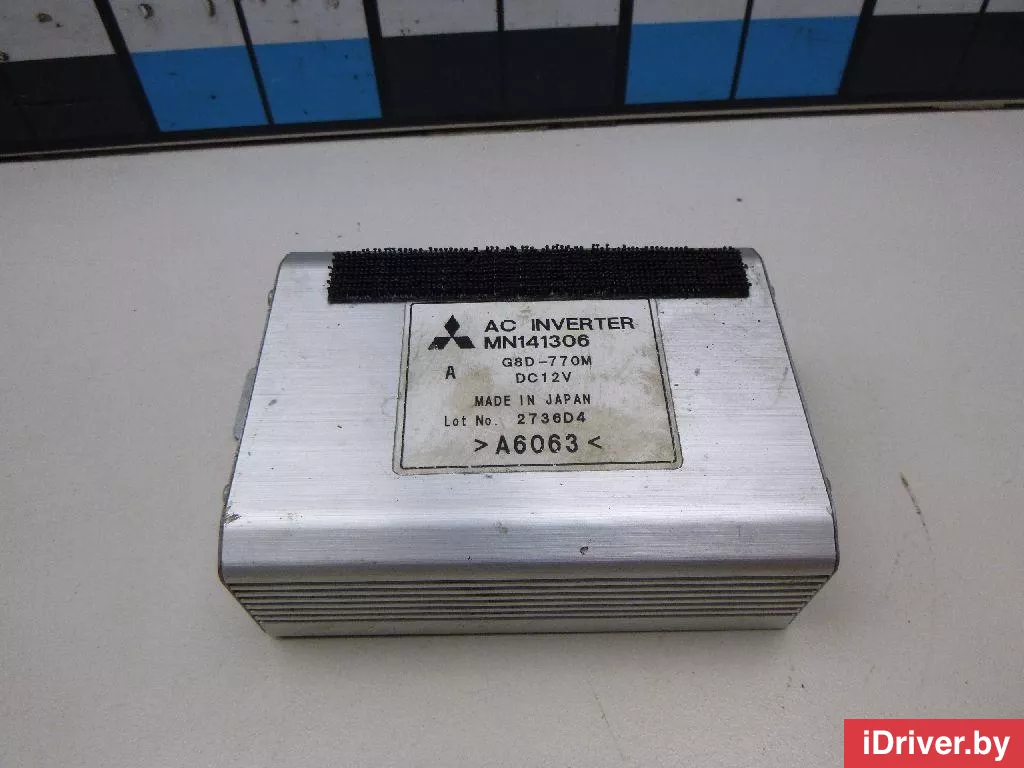 AC INVERTER
MN141306
G8D-770M
A
DC12V
MADE IN JAPAN
Lot No. 2736D4
>A6063<
iDriver.by